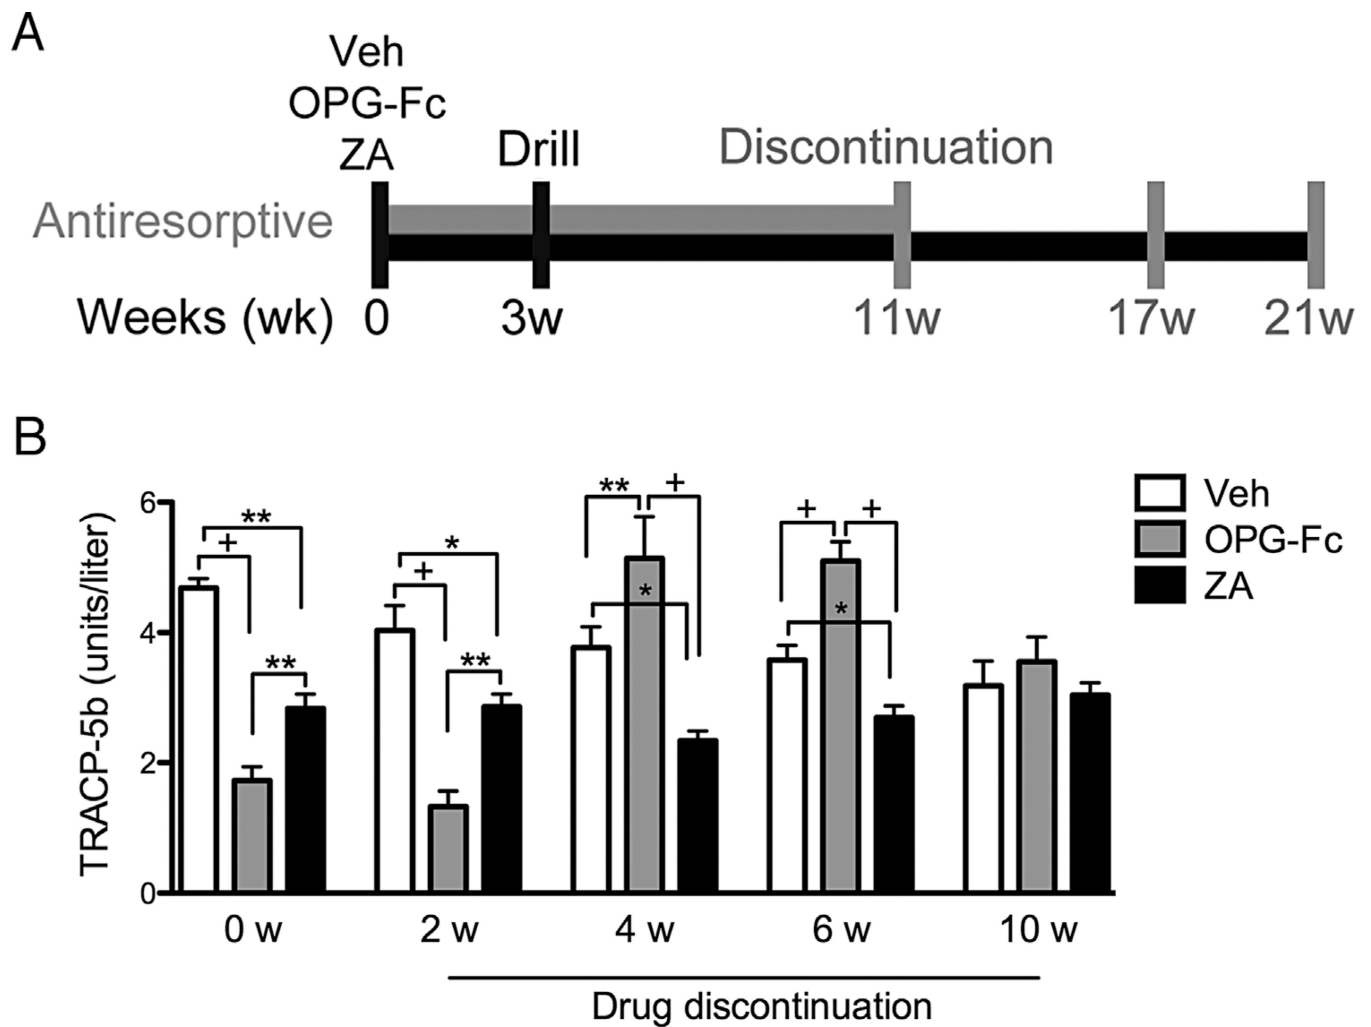 A
Veh
OPG-Fc
ZA
Drill
Discontinuation
Antiresorptive
Weeks (wk) 0 3w 11w 17w 21w
B
TRACP-5b (units/liter)
6
4
2
0
** + **
* + **
** + *
+ + *
Veh
OPG-Fc
ZA
0 w 2 w 4 w 6 w 10 w
Drug discontinuation